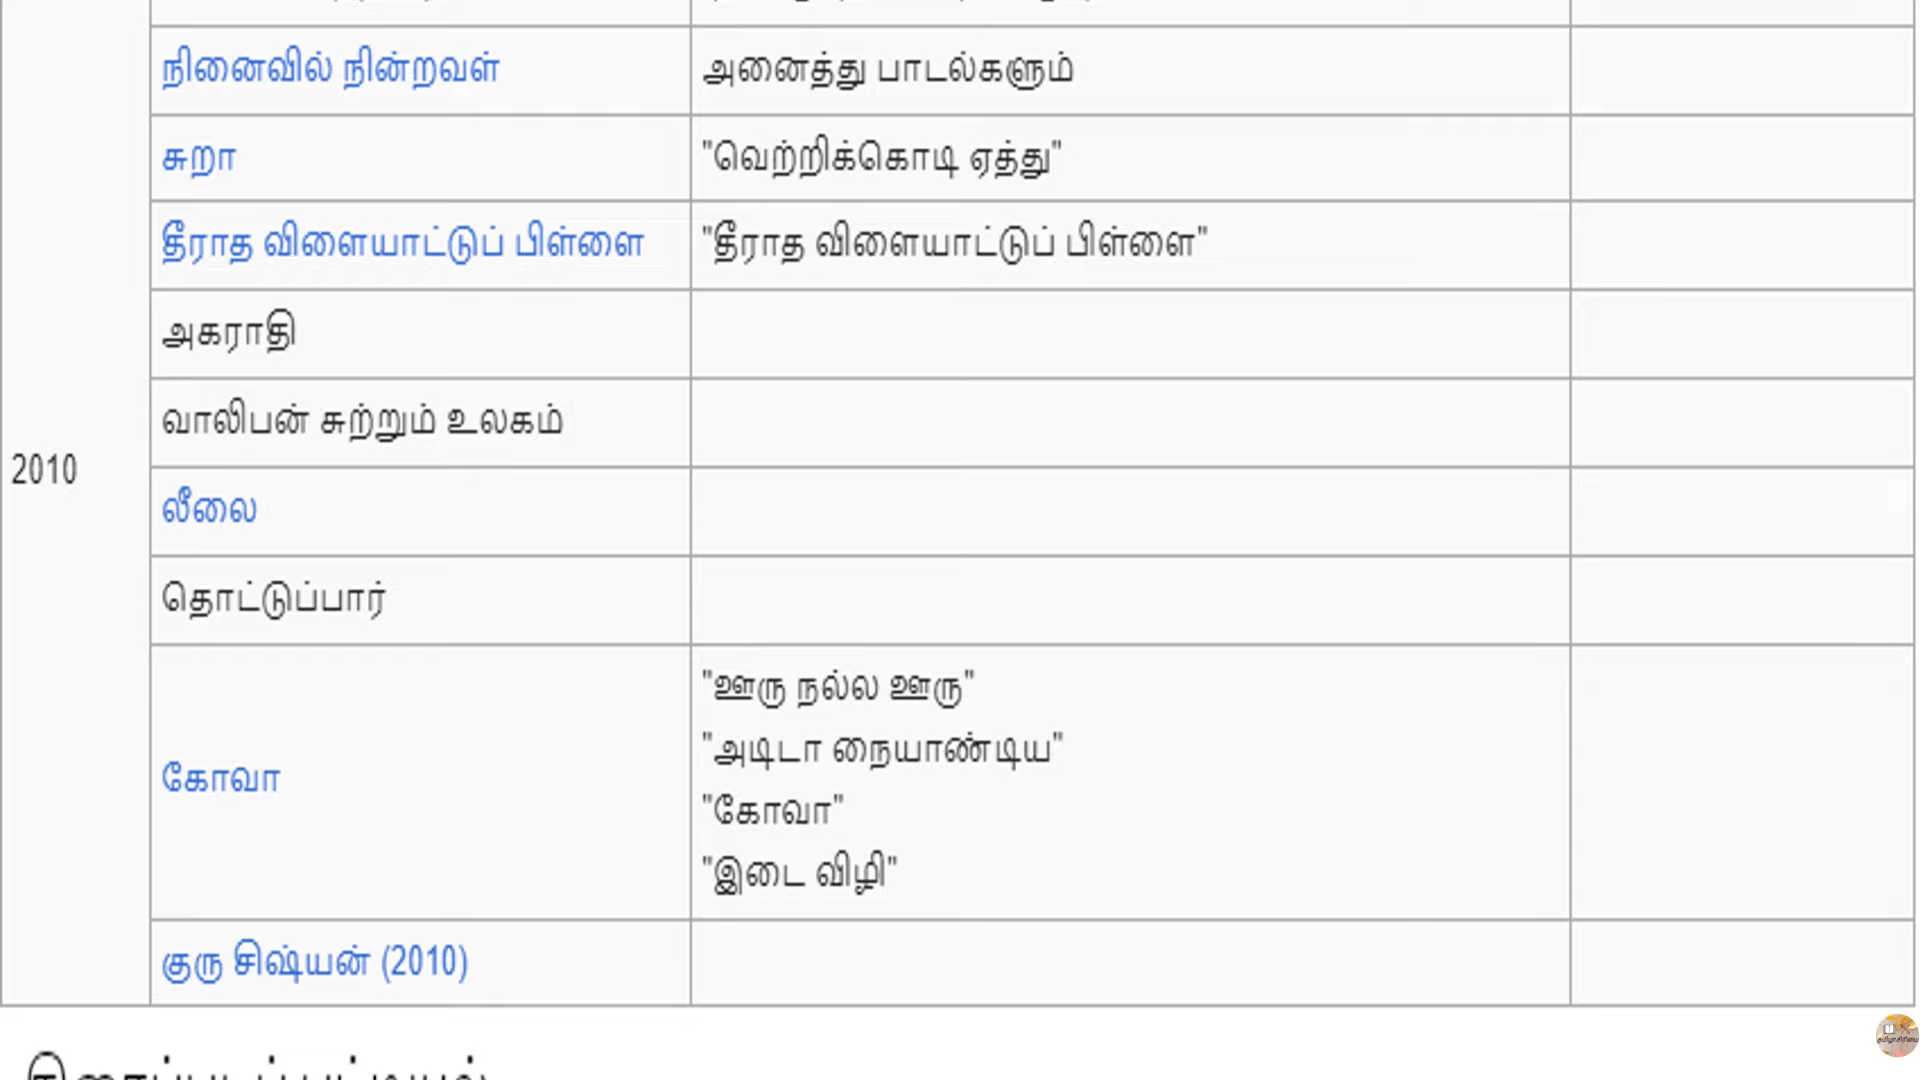 நினைவில் நின்றவள் அனைத்து பாடல்களும்
சுறா "வெற்றிக்கொடி ஏத்து"
தீராத விளையாட்டுப் பிள்ளை "தீராத விளையாட்டுப் பிள்ளை"
அகராதி
வாலிபன் சுற்றும் உலகம்
2010
லீலை
தொட்டுப்பார்
கோவா
"ஊரு நல்ல ஊரு"
"அடிடா நையாண்டிய"
"கோவா"
"இடை விழி"
குரு சிஷ்யன் (2010)